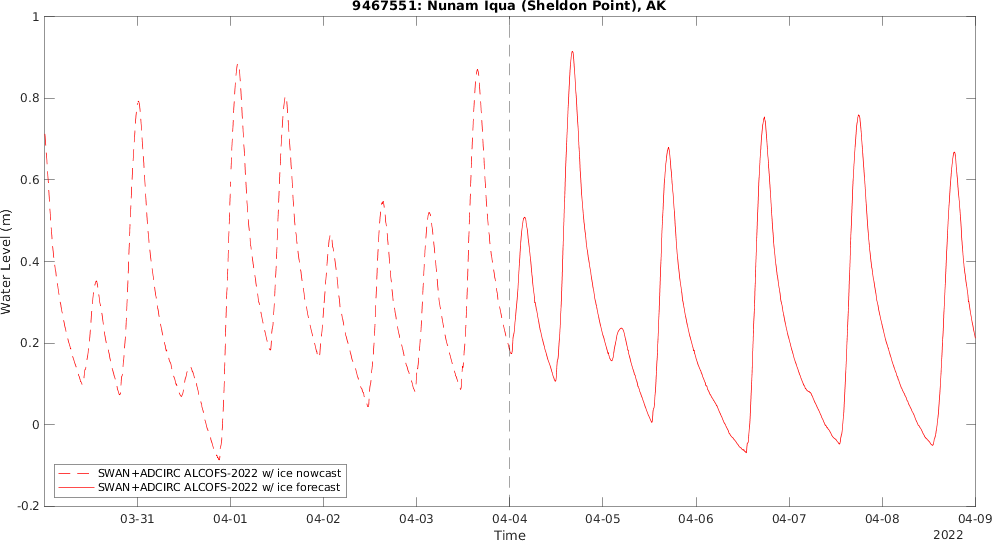 9467551: Nunam Iqua (Sheldon Point), AK
1
0.8
0.6
0.4
0.2
0
-0.2
Water Level (m)
SWAN+ADCIRC ALCOFS-2022 w/ ice nowcast
SWAN+ADCIRC ALCOFS-2022 w/ ice forecast
03-31 04-01 04-02 04-03 04-04 04-05 04-06 04-07 04-08 04-09
Time
2022